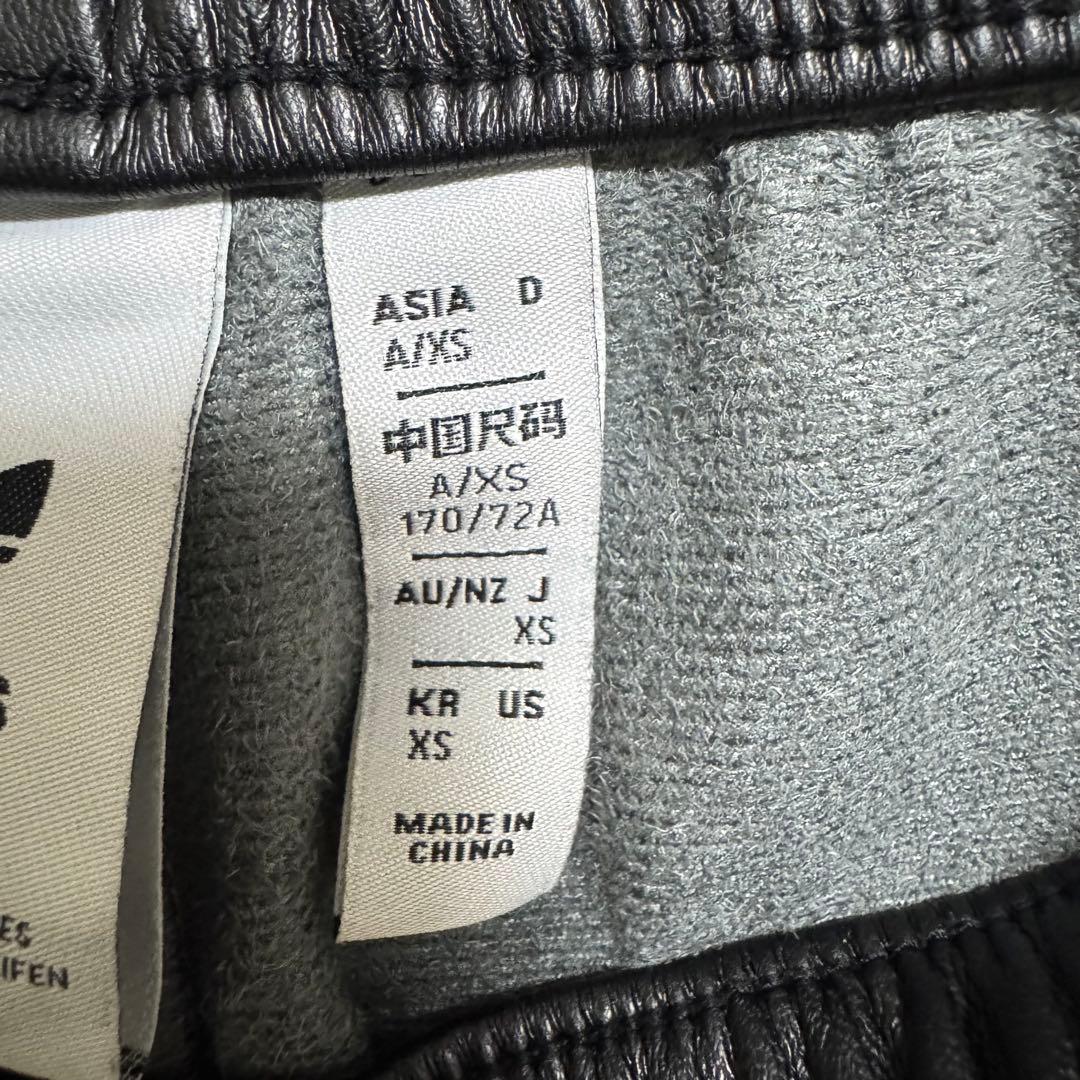 ASIA D
A/XS
中国尺码
A/XS
170/72A
AU/NZ J
XS
KR US
XS
MADE IN
CHINA